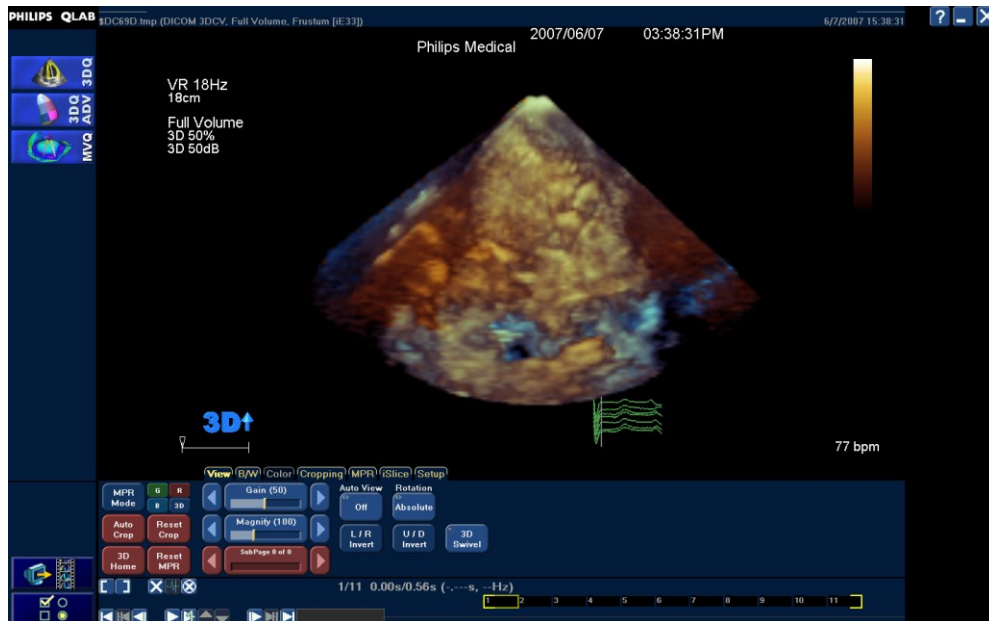 PHILIPS QLAB
$DC69D.tmp (DICOM 3DCV, Full Volume, Frustum [iE33])
6/7/2007 15:38:31
?
Philips Medical
2007/06/07
03:38:31PM
3DQ
3DQ ADV
MVQ
VR 18Hz
18cm
Full Volume
3D 50%
3D 50dB
3D
V
77 bpm
View
B/W
Color
Cropping
MPR
iSlice
Setup
MPR Mode
G
R
B
3D
Gain (50)
Auto View
Off
Rotation
Absolute
Auto Crop
Reset Crop
Magnify (100)
L / R Invert
U / D Invert
3D Swivel
3D Home
Reset MPR
SubPage 0 of 0
1/11 0.00s/0.56s (-.---s, --Hz)
1 2 3 4 5 6 7 8 9 10 11